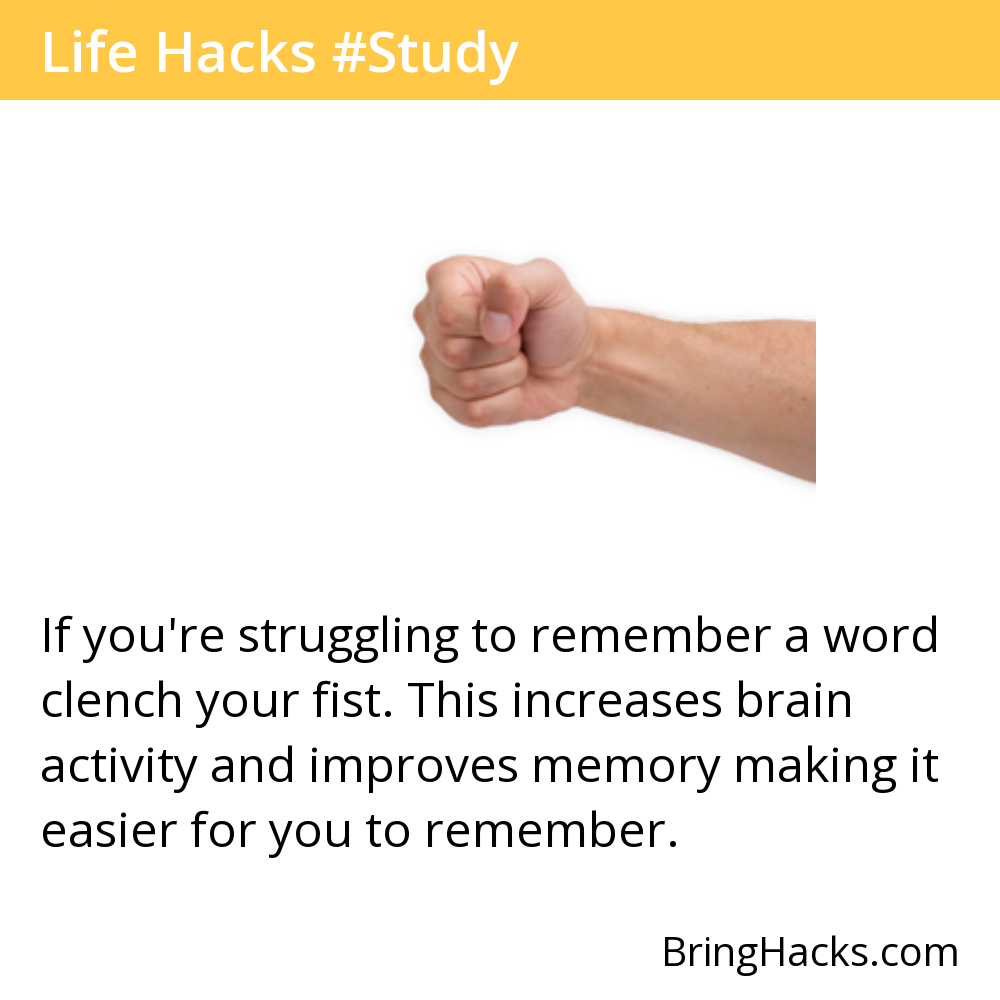 Life Hacks #Study
If you're struggling to remember a word
clench your fist. This increases brain
activity and improves memory making it
easier for you to remember.
BringHacks.com